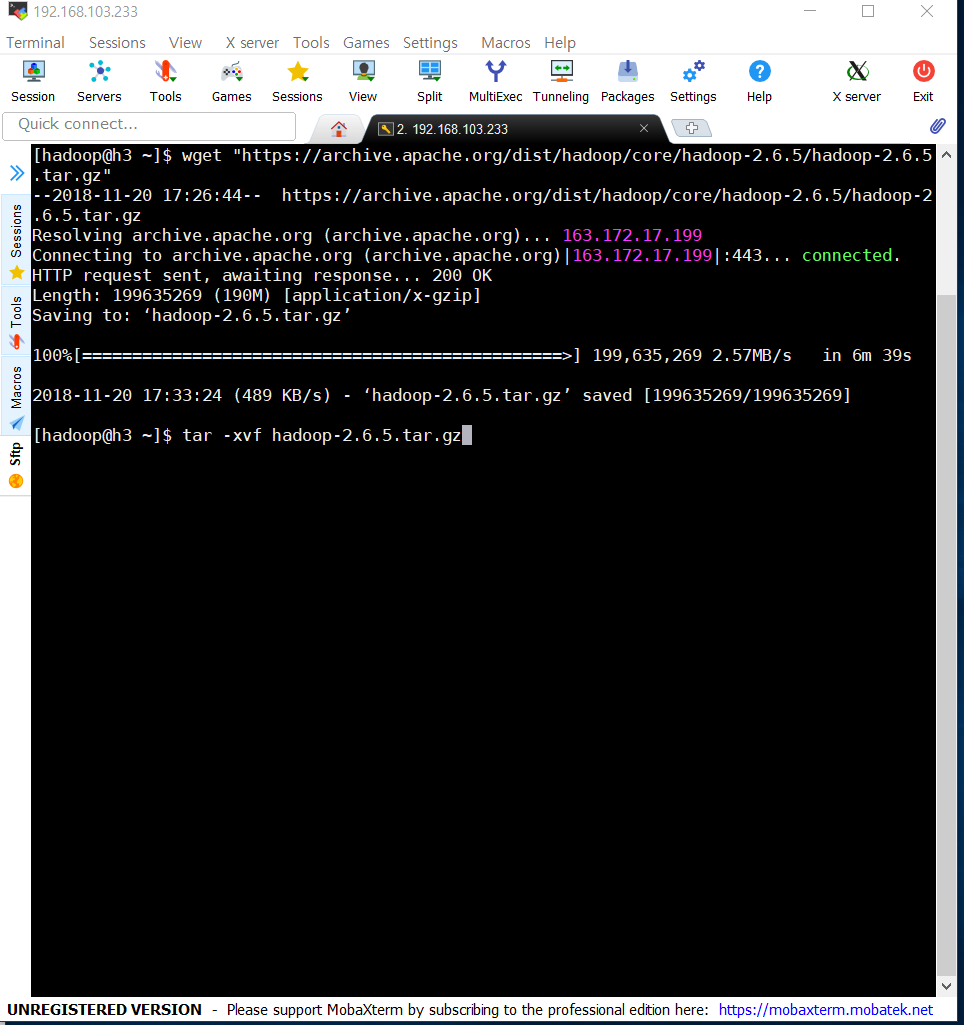 192.168.103.233
Terminal Sessions View X server Tools Games Settings Macros Help
Session Servers Tools Games Sessions View Split MultiExec Tunneling Packages Settings Help X server Exit
Quick connect...
2. 192.168.103.233
[hadoop@h3 ~]$ wget "https://archive.apache.org/dist/hadoop/core/hadoop-2.6.5/hadoop-2.6.5
.tar.gz"
--2018-11-20 17:26:44-- https://archive.apache.org/dist/hadoop/core/hadoop-2.6.5/hadoop-2
.6.5.tar.gz
Resolving archive.apache.org (archive.apache.org)... 163.172.17.199
Connecting to archive.apache.org (archive.apache.org)|163.172.17.199|:443... connected.
HTTP request sent, awaiting response... 200 OK
Length: 199635269 (190M) [application/x-gzip]
Saving to: ‘hadoop-2.6.5.tar.gz’
100%[================================================>] 199,635,269 2.57MB/s in 6m 39s
2018-11-20 17:33:24 (489 KB/s) - ‘hadoop-2.6.5.tar.gz’ saved [199635269/199635269]
[hadoop@h3 ~]$ tar -xvf hadoop-2.6.5.tar.gz
Sessions
Tools
Macros
Sftp
UNREGISTERED VERSION - Please support MobaXterm by subscribing to the professional edition here: https://mobaxterm.mobatek.net